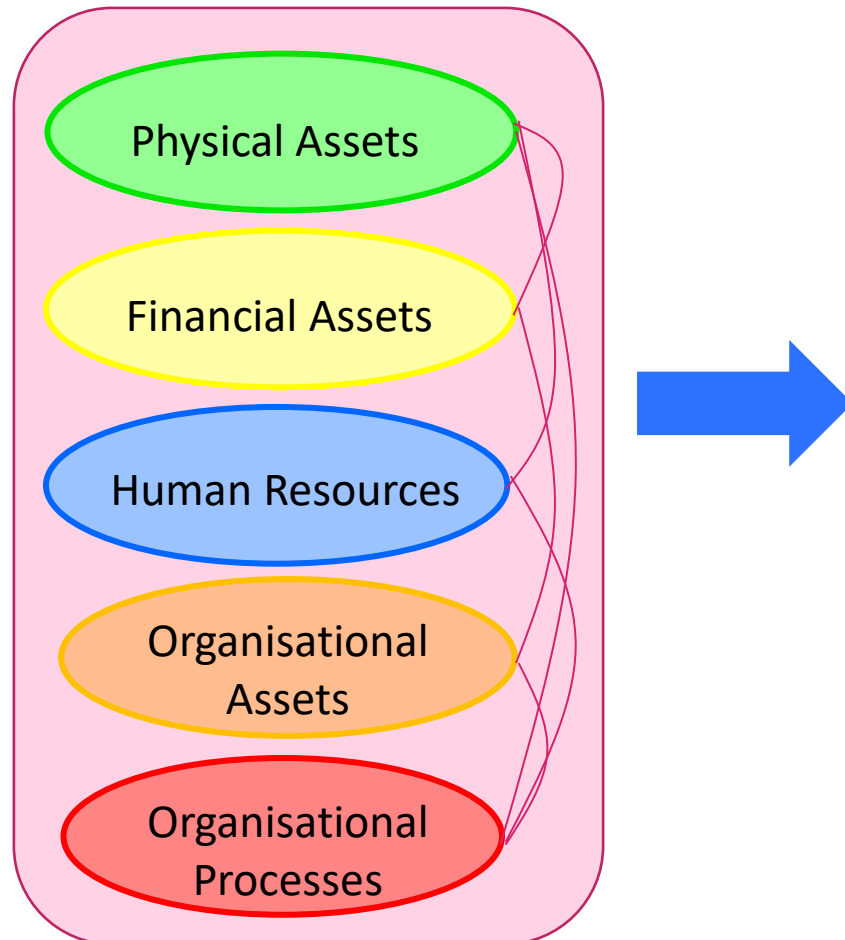 Physical Assets
Financial Assets
Human Resources
Organisational
Assets
Organisational
Processes